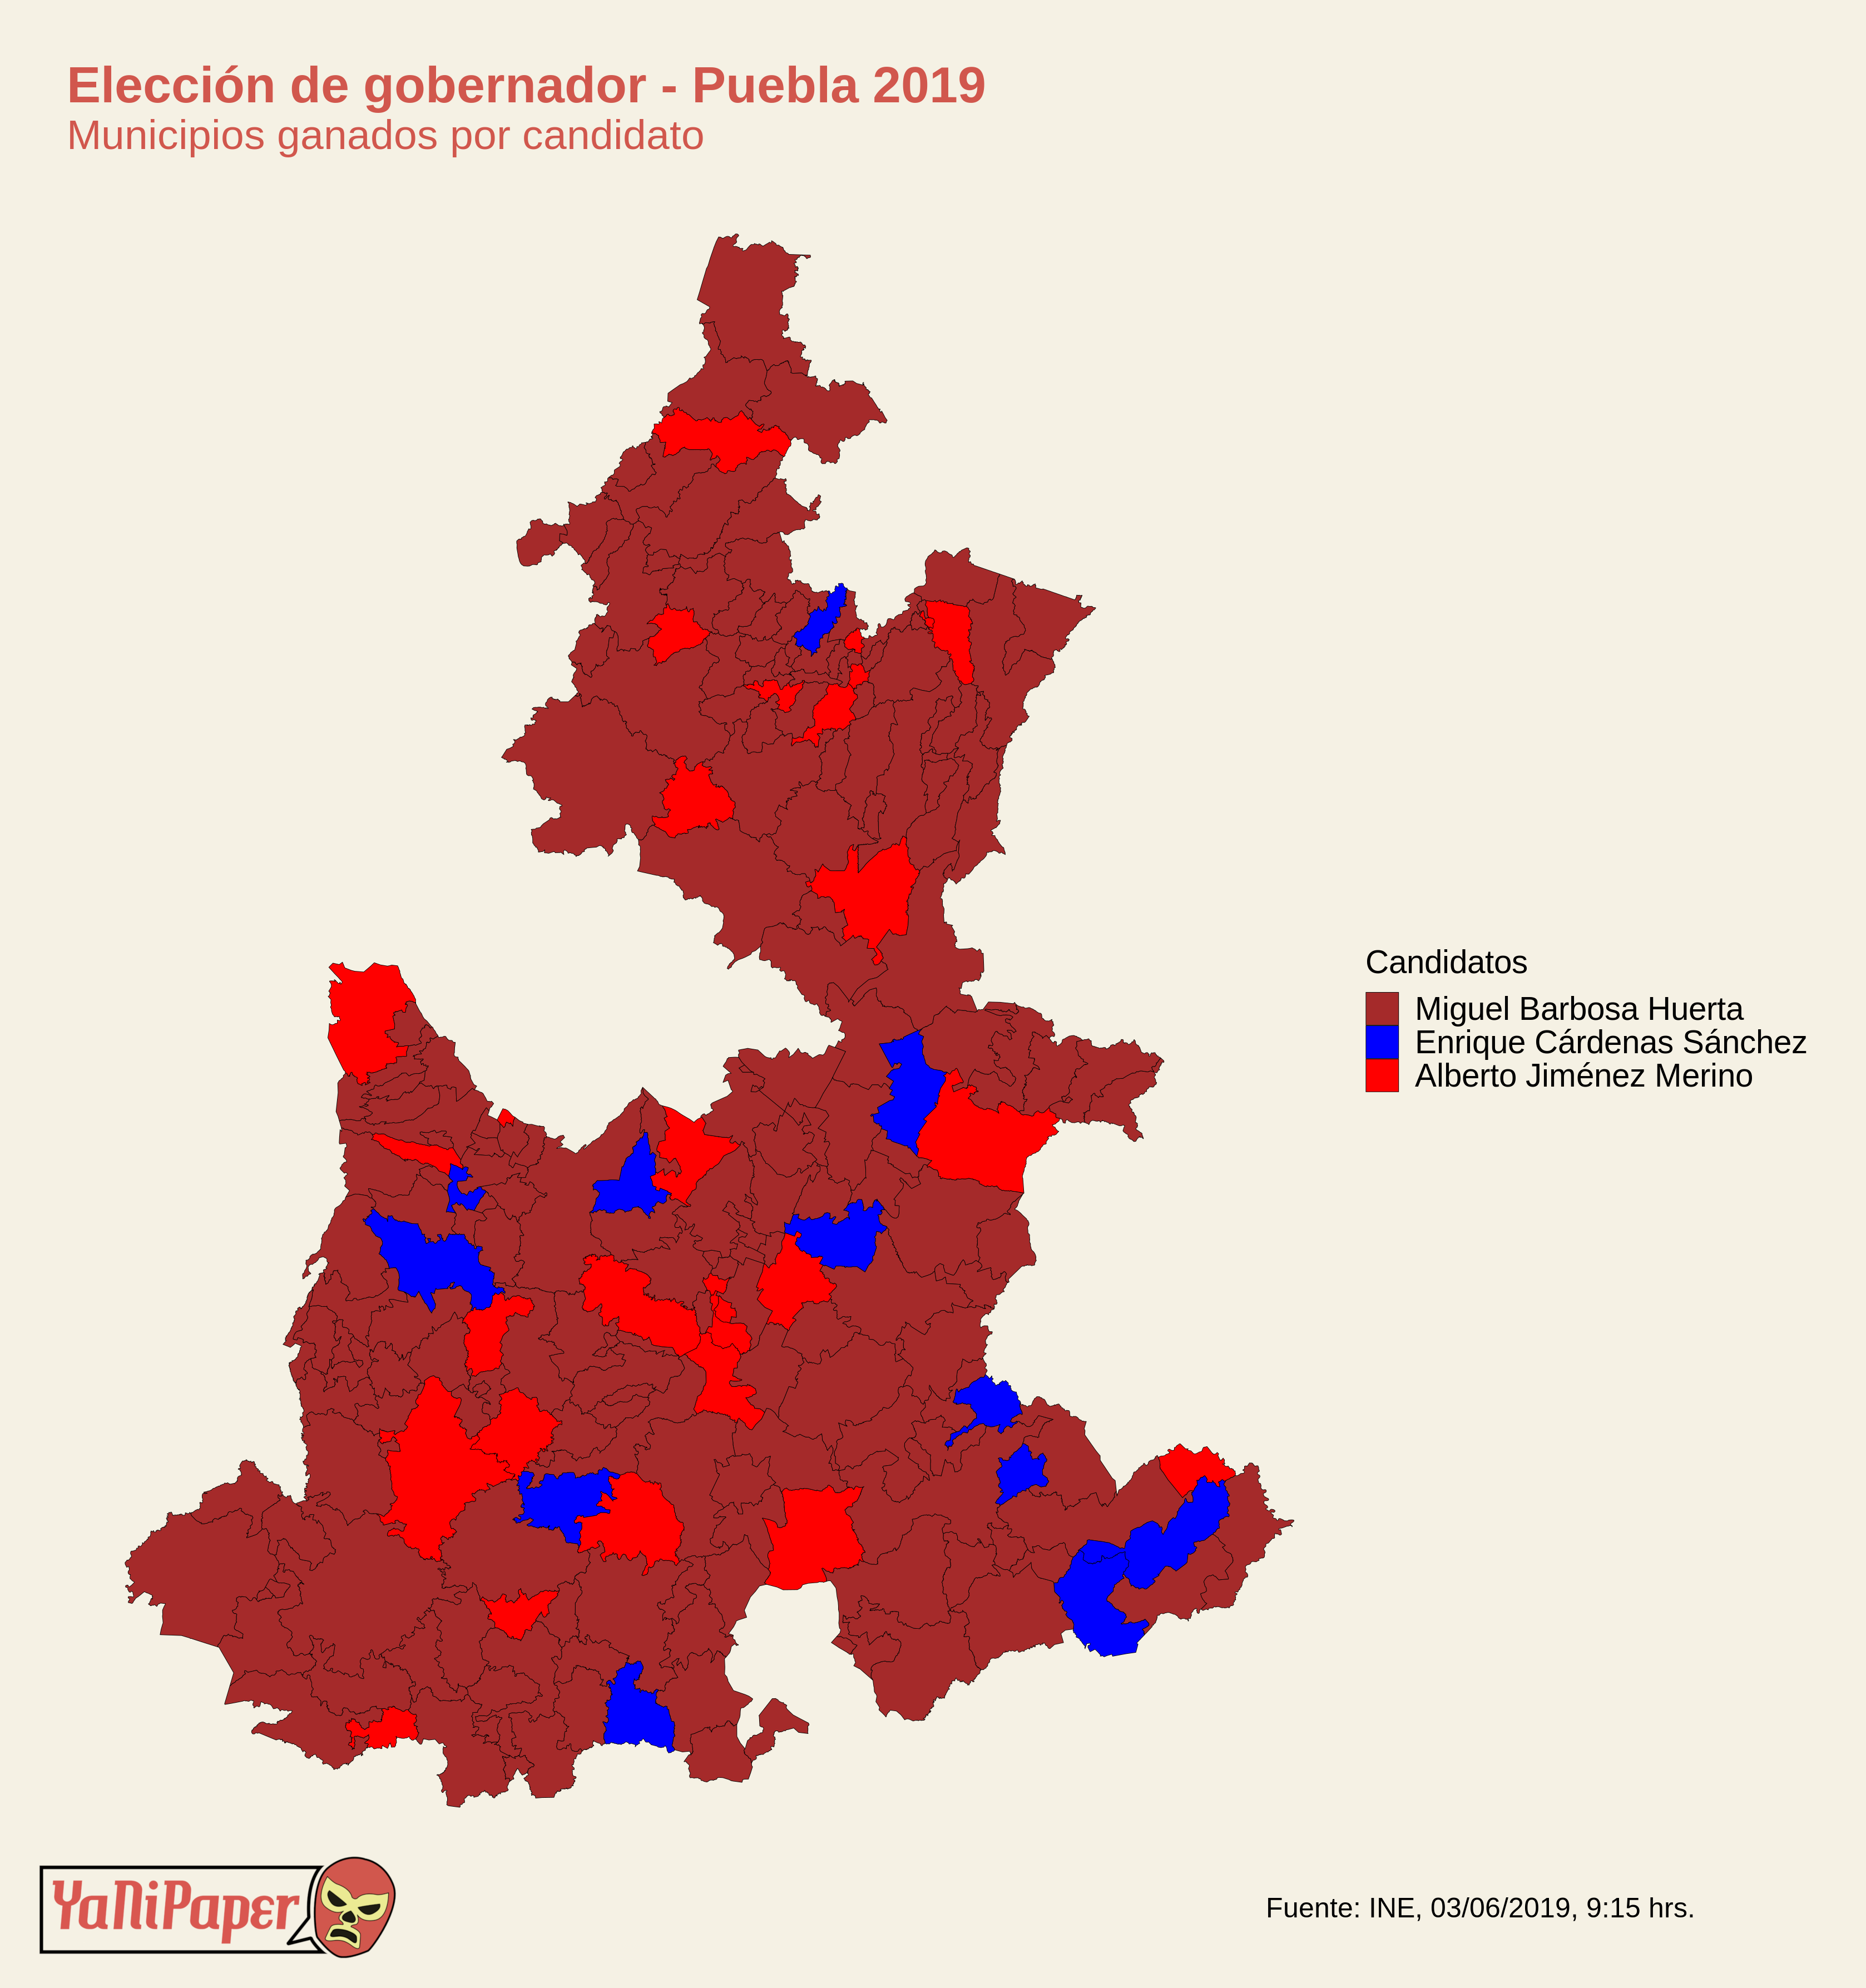 Elección de gobernador - Puebla 2019
Municipios ganados por candidato
Candidatos
Miguel Barbosa Huerta
Enrique Cárdenas Sánchez
Alberto Jiménez Merino
YaNiPaper
Fuente: INE, 03/06/2019, 9:15 hrs.